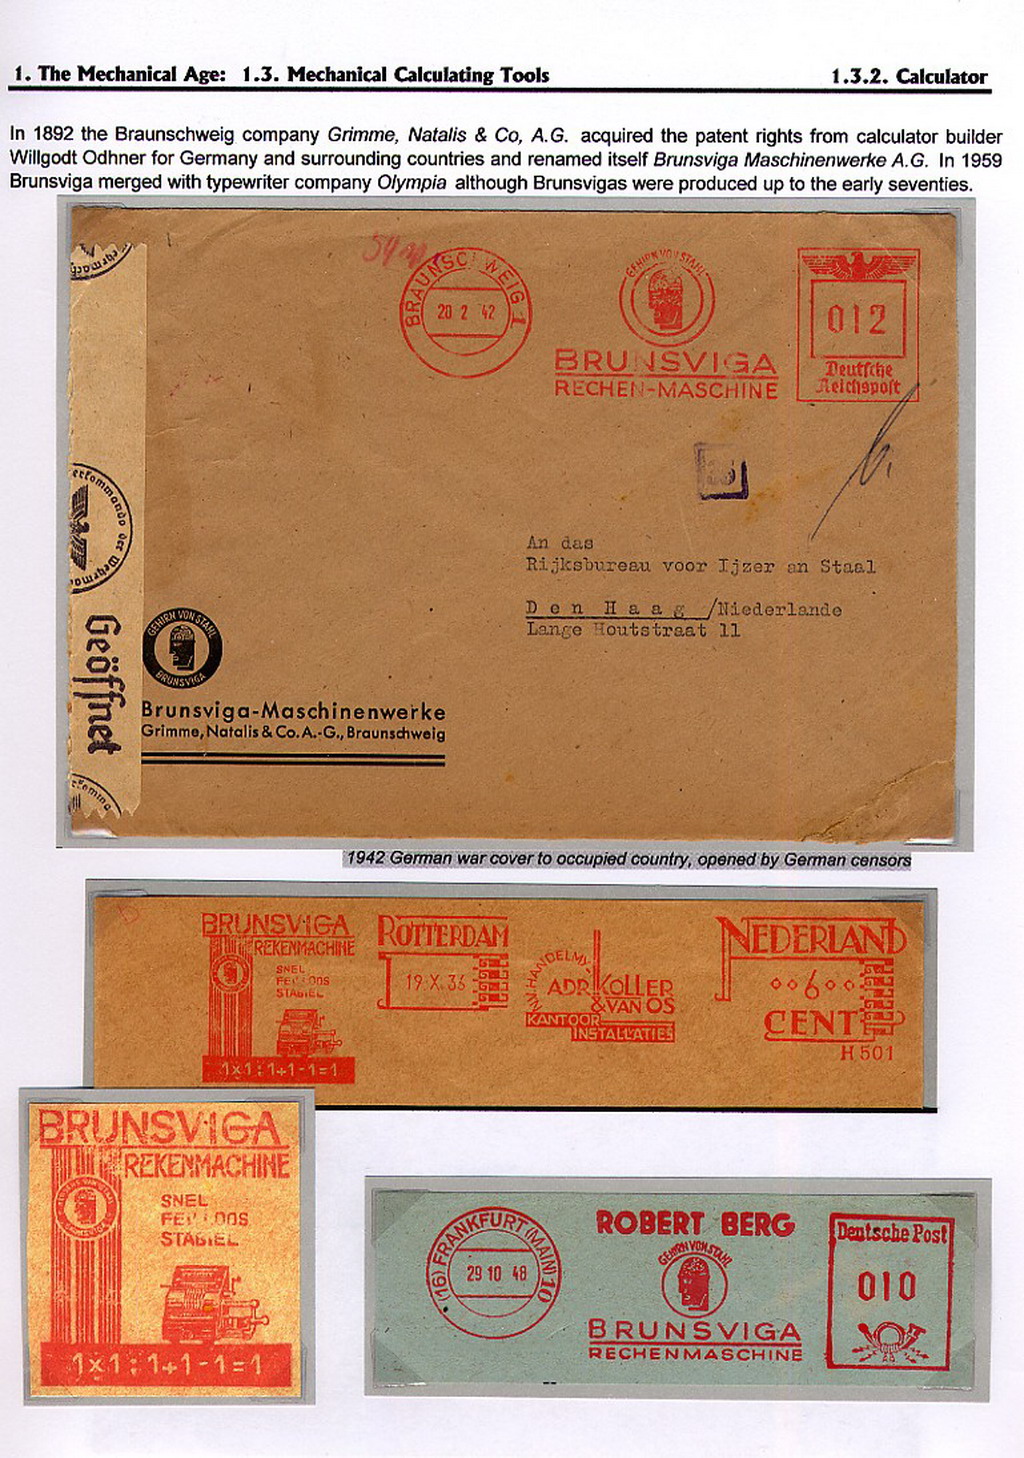 1. The Mechanical Age: 1.3. Mechanical Calculating Tools 1.3.2. Calculator
In 1892 the Braunschweig company Grimme, Natalis & Co, A.G. acquired the patent rights from calculator builder
Willgodt Odhner for Germany and surrounding countries and renamed itself Brunsviga Maschinenwerke A.G. In 1959
Brunsviga merged with typewriter company Olympia although Brunsvigas were produced up to the early seventies.
BRAUNSCHWEIG 1
20 2 42
GEHIRN VON STAHL
BRUNSVIGA
RECHEN-MASCHINE
012
Deutsche
Reichspost
An das
Rijksbureau voor Ijzer an Staal
Den Haag/Niederlande
Lange Houtstraat 11
erkommando der Wehrmac
Geöffnet
GEHIRN VON STAHL
BRUNSVIGA
Brunsviga-Maschinenwerke
Grimme, Natalis & Co. A.-G., Braunschweig
1942 German war cover to occupied country, opened by German censors
BRUNSVIGA
REKENMACHINE
SNEL
FEILLOOS
STABIEL
1x1:1+1-1=1
ROTTERDAM
19.X.36
N.V. HANDELMY.
ADR. KOLLER
& VAN OS
KANTOOR
INSTALLATIES
NEDERLAND
00600
CENT
H 501
BRUNSVIGA
REKENMACHINE
SNEL
FEILLOOS
STABIEL
1x1:1+1-1=1
(16) FRANKFURT (MAIN) 10
29 10 48
ROBERT BERG
GEHIRN VON STAHL
BRUNSVIGA
RECHENMASCHINE
Deutsche Post
010